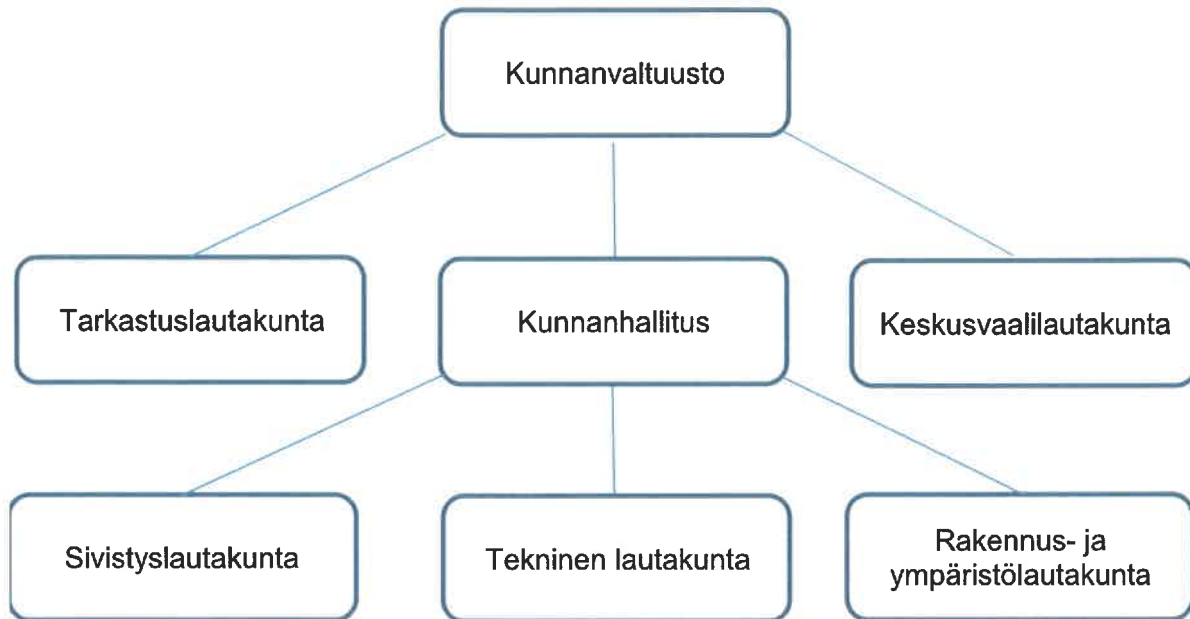 Kunnanvaltuusto
Tarkastuslautakunta
Kunnanhallitus
Keskusvaalilautakunta
Sivistyslautakunta
Tekninen lautakunta
Rakennus- ja
ympäristölautakunta